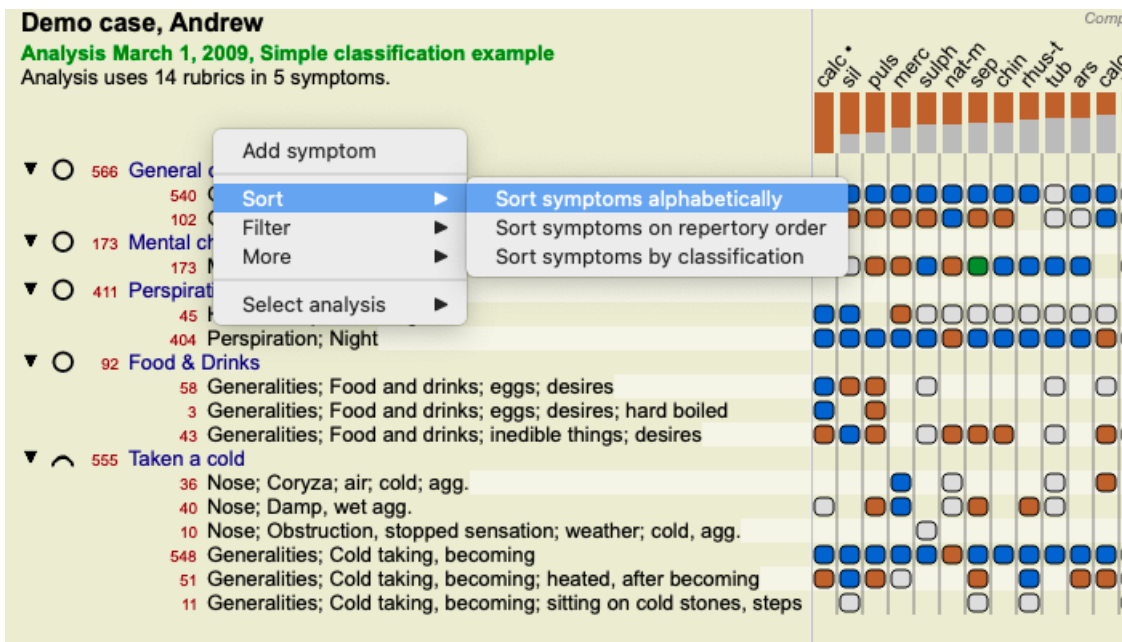 Demo case, Andrew
Analysis March 1, 2009, Simple classification example
Analysis uses 14 rubrics in 5 symptoms.
Comp
calc •
sil
puls
merc
sulph
nat-m
sep
chin
rhus-t
tub
ars
calc
Add symptom
Sort
Filter
More
Select analysis
Sort symptoms alphabetically
Sort symptoms on repertory order
Sort symptoms by classification
566 General
540
102
173 Mental ch
173
411 Perspirati
45
404 Perspiration; Night
92 Food & Drinks
58 Generalities; Food and drinks; eggs; desires
3 Generalities; Food and drinks; eggs; desires; hard boiled
43 Generalities; Food and drinks; inedible things; desires
555 Taken a cold
36 Nose; Coryza; air; cold; agg.
40 Nose; Damp, wet agg.
10 Nose; Obstruction, stopped sensation; weather; cold, agg.
548 Generalities; Cold taking, becoming
51 Generalities; Cold taking, becoming; heated, after becoming
11 Generalities; Cold taking, becoming; sitting on cold stones, steps